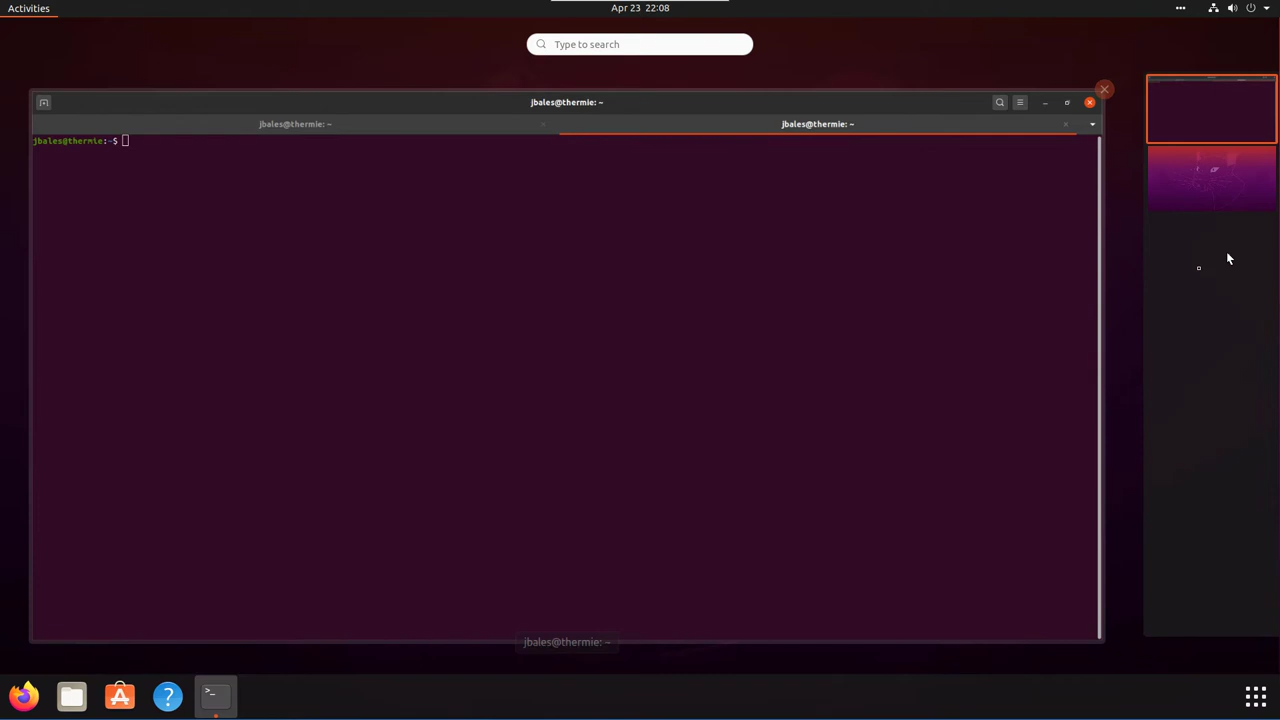 Activities
Apr 23 22:08
Type to search
jbales@thermie: ~
jbales@thermie: ~
jbales@thermie: ~
jbales@thermie:~$
jbales@thermie: ~
?
>_